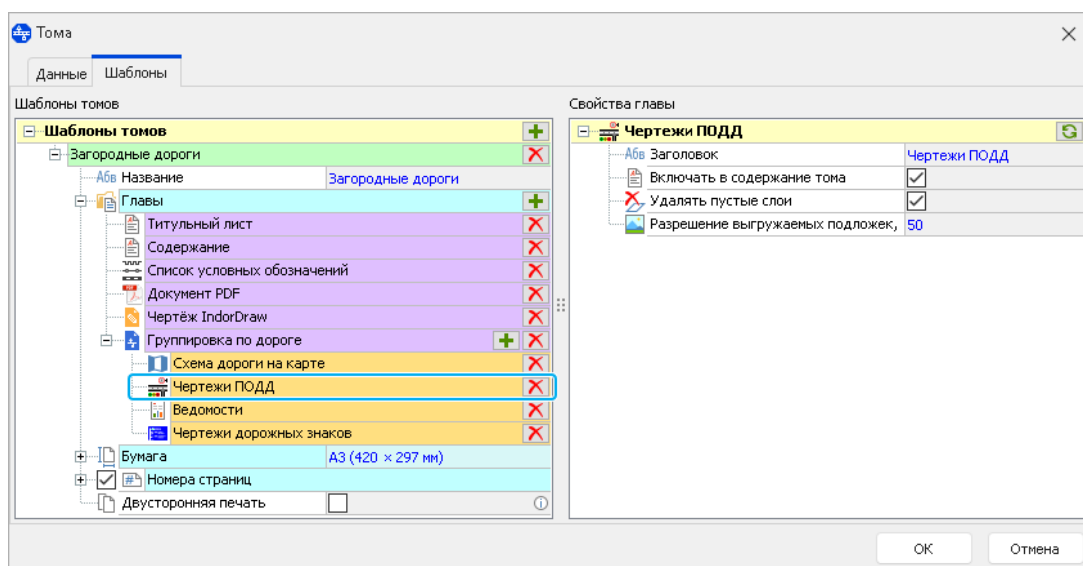 Тома
Данные Шаблоны
Шаблоны томов
Свойства главы
Шаблоны томов
Загородные дороги
Абв Название Загородные дороги
Главы
Титульный лист
Содержание
Список условных обозначений
Документ PDF
Чертёж IndorDraw
Группировка по дороге
Схема дороги на карте
Чертежи ПОДД
Ведомости
Чертежи дорожных знаков
Бумага А3 (420 × 297 мм)
Номера страниц
Двусторонняя печать
Чертежи ПОДД
Абв Заголовок Чертежи ПОДД
Включать в содержание тома
Удалять пустые слои
Разрешение выгружаемых подложек, 50
ОК Отмена